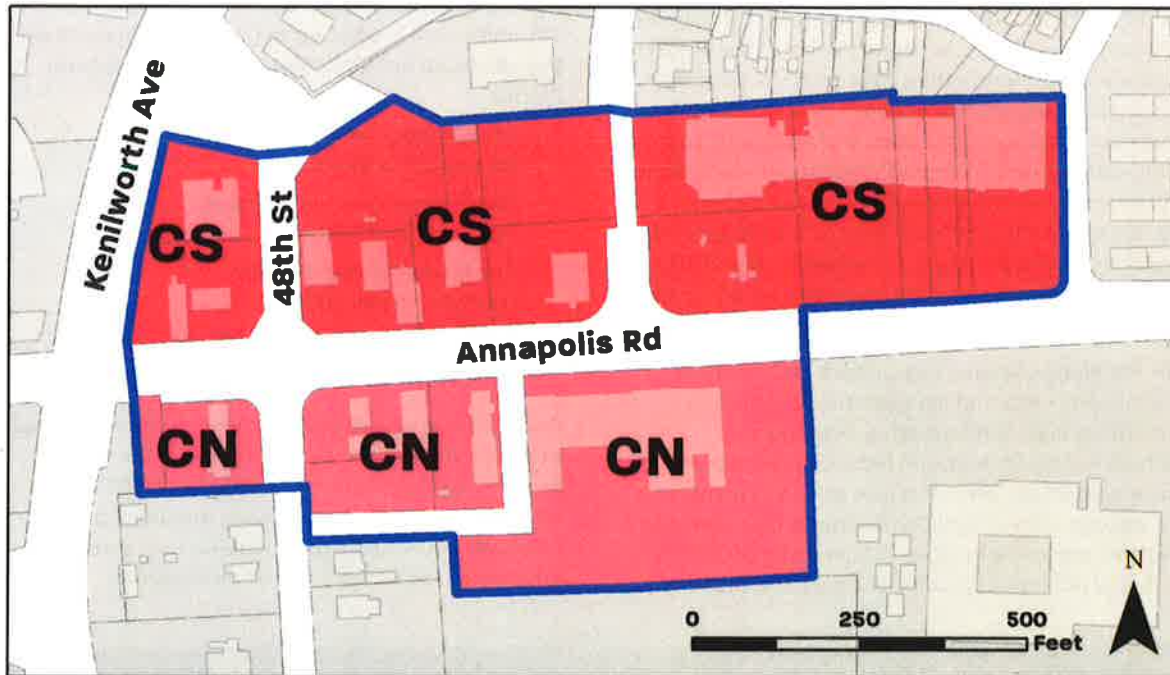 Kenilworth Ave
CS
48th St
CS
CS
Annapolis Rd
CN
CN
CN
N
0 250 500
Feet